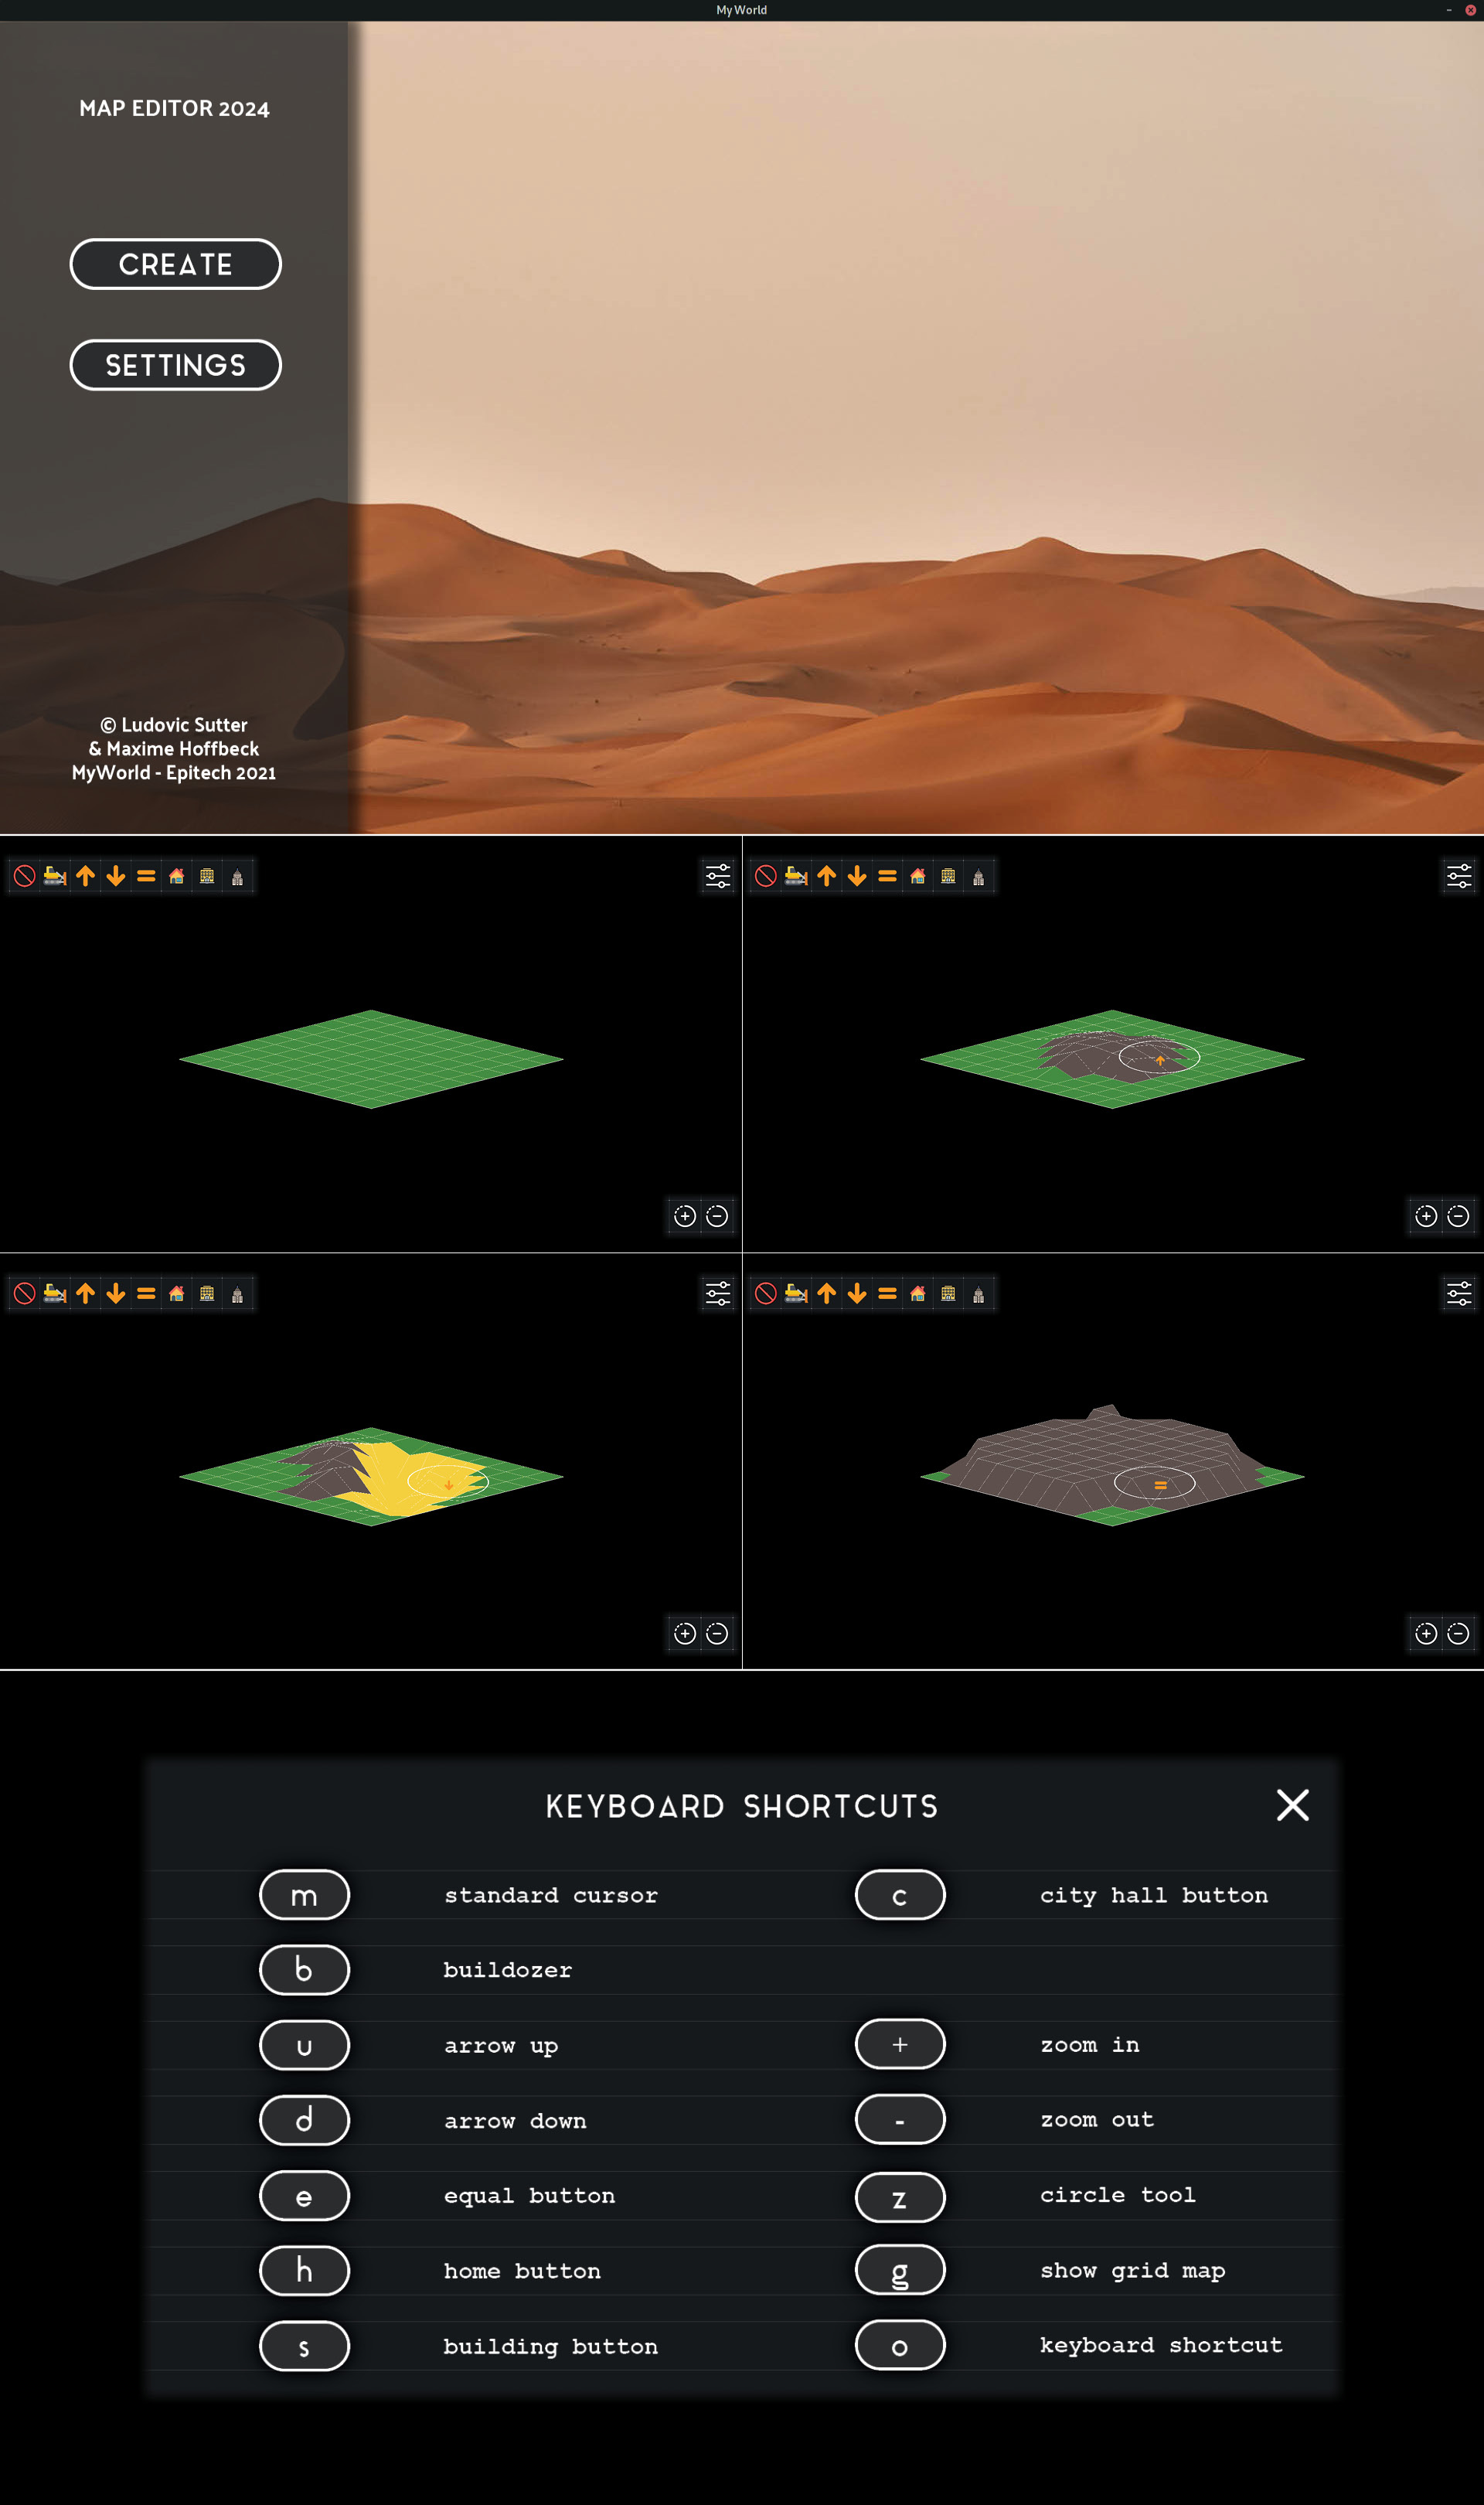 My World
MAP EDITOR 2024
CREATE
SETTINGS
© Ludovic Sutter
& Maxime Hoffbeck
MyWorld - Epitech 2021
KEYBOARD SHORTCUTS
m standard cursor
c city hall button
b buildozer
u arrow up
+ zoom in
d arrow down
- zoom out
e equal button
z circle tool
h home button
g show grid map
s building button
o keyboard shortcut